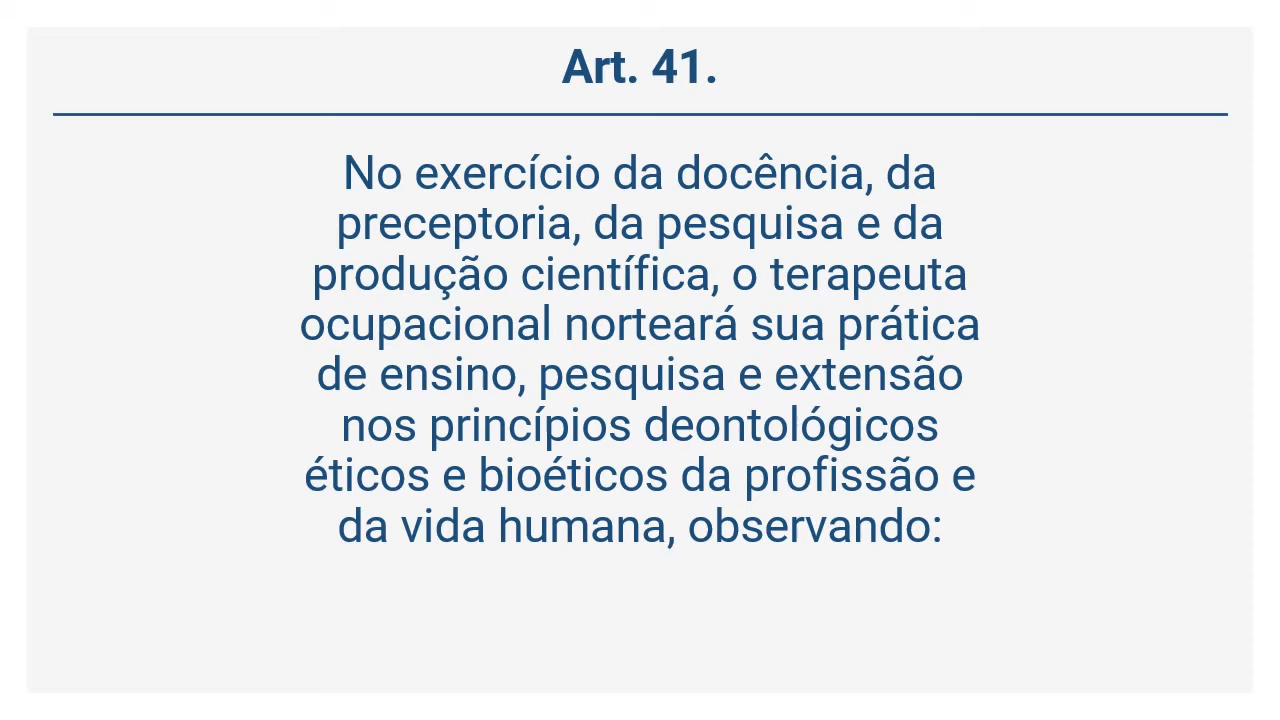 Art. 41.
No exercício da docência, da
preceptoria, da pesquisa e da
produção científica, o terapeuta
ocupacional norteará sua prática
de ensino, pesquisa e extensão
nos princípios deontológicos
éticos e bioéticos da profissão e
da vida humana, observando: